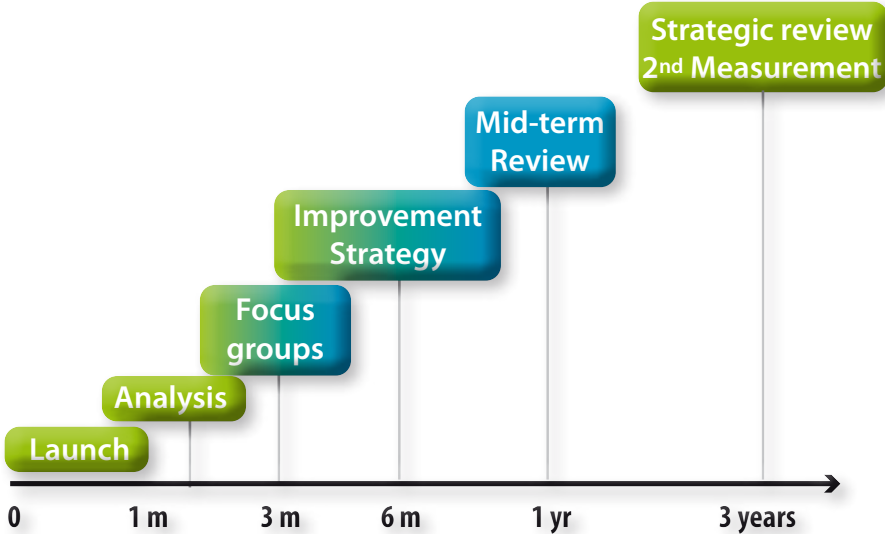 Strategic review
2nd Measurement
Mid-term
Review
Improvement
Strategy
Focus
groups
Analysis
Launch
0
1 m
3 m
6 m
1 yr
3 years